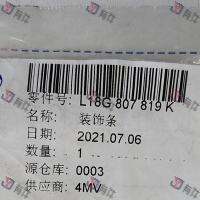 零件号: L18G 807 819 K
名称: 装饰条
日期: 2021.07.06
数量: 1
源仓库: 0003
供应商: 4MV